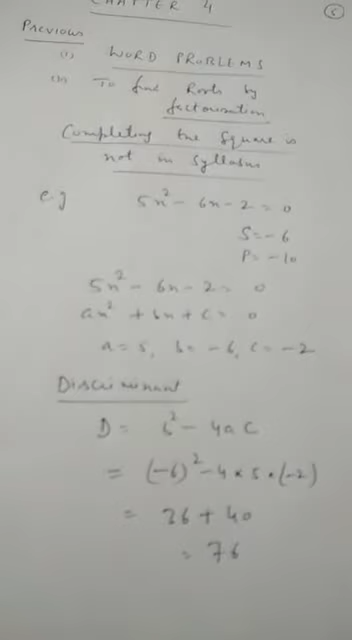 CHAPTER 4
5
Previous
(i) WORD PROBLEMS
(ii) To find Roots by
factorisation
Completing the Square is
not in Syllabus
e.g 5x² - 6x - 2 = 0
S = -6
P = -10
5x² - 6x - 2 = 0
ax² + bx + c = 0
a = 5, b = -6, c = -2
Discriminant
D = b² - 4ac
= (-6)² - 4 × 5 × (-2)
= 36 + 40
= 76